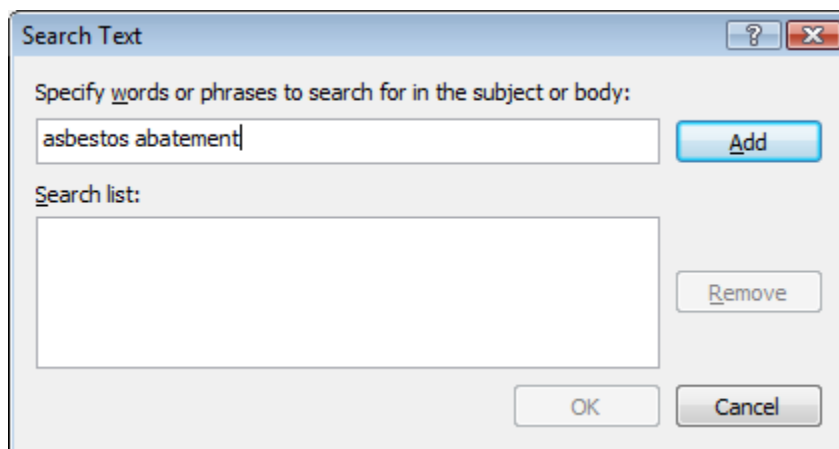 Search Text
Specify words or phrases to search for in the subject or body:
asbestos abatement
Add
Search list:
Remove
OK
Cancel